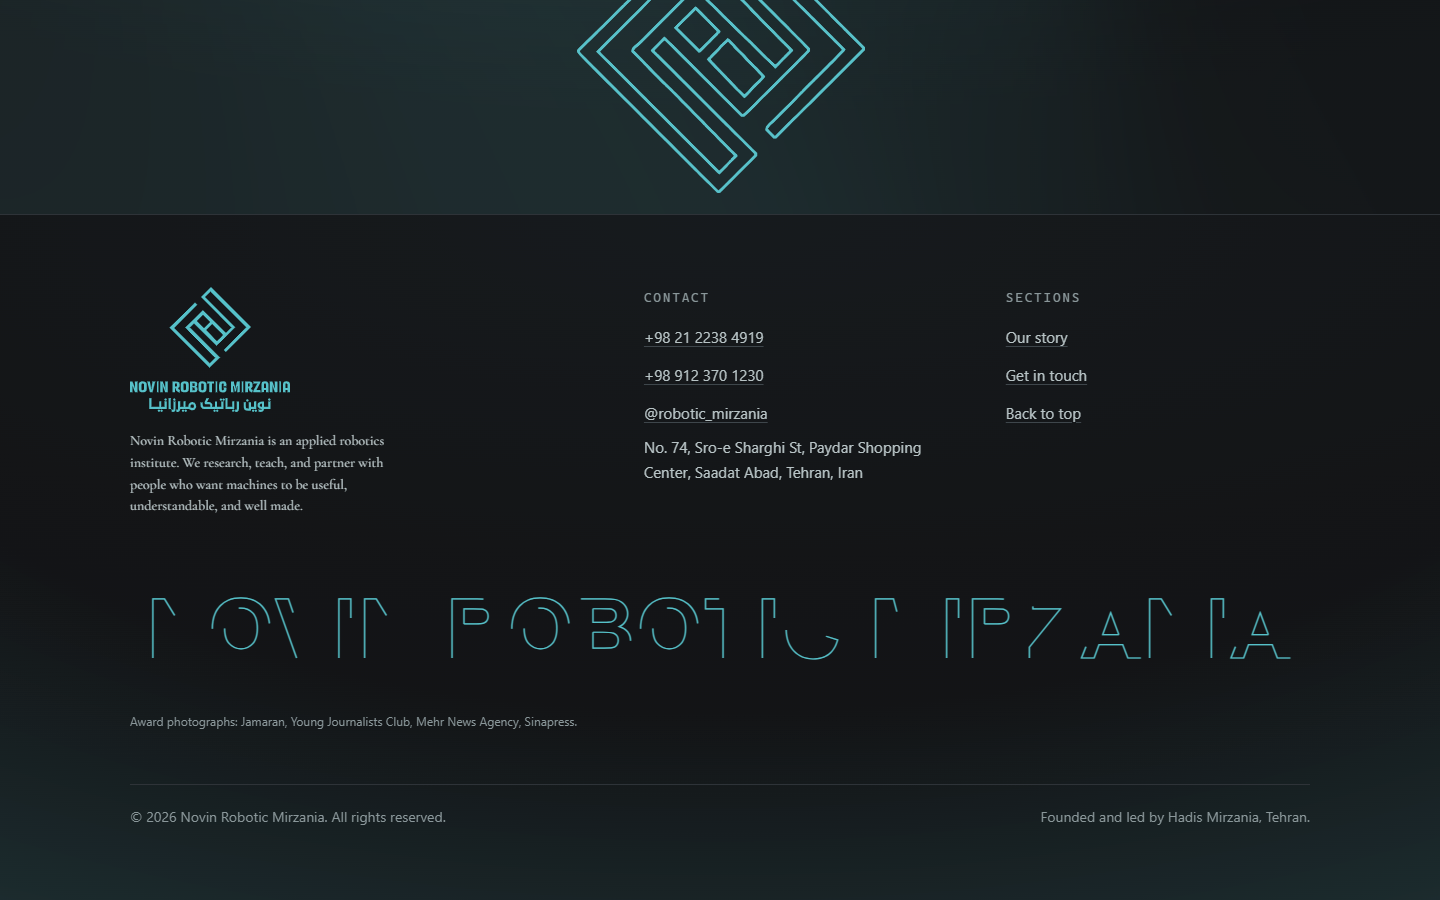 NOVIN ROBOTIC MIRZANIA
نوین رباتیک میرزانیا
Novin Robotic Mirzania is an applied robotics
institute. We research, teach, and partner with
people who want machines to be useful,
understandable, and well made.
CONTACT
+98 21 2238 4919
+98 912 370 1230
@robotic_mirzania
No. 74, Sro-e Sharghi St, Paydar Shopping
Center, Saadat Abad, Tehran, Iran
SECTIONS
Our story
Get in touch
Back to top
NOVIN ROBOTIC MIRZANIA
Award photographs: Jamaran, Young Journalists Club, Mehr News Agency, Sinapress.
© 2026 Novin Robotic Mirzania. All rights reserved.
Founded and led by Hadis Mirzania, Tehran.